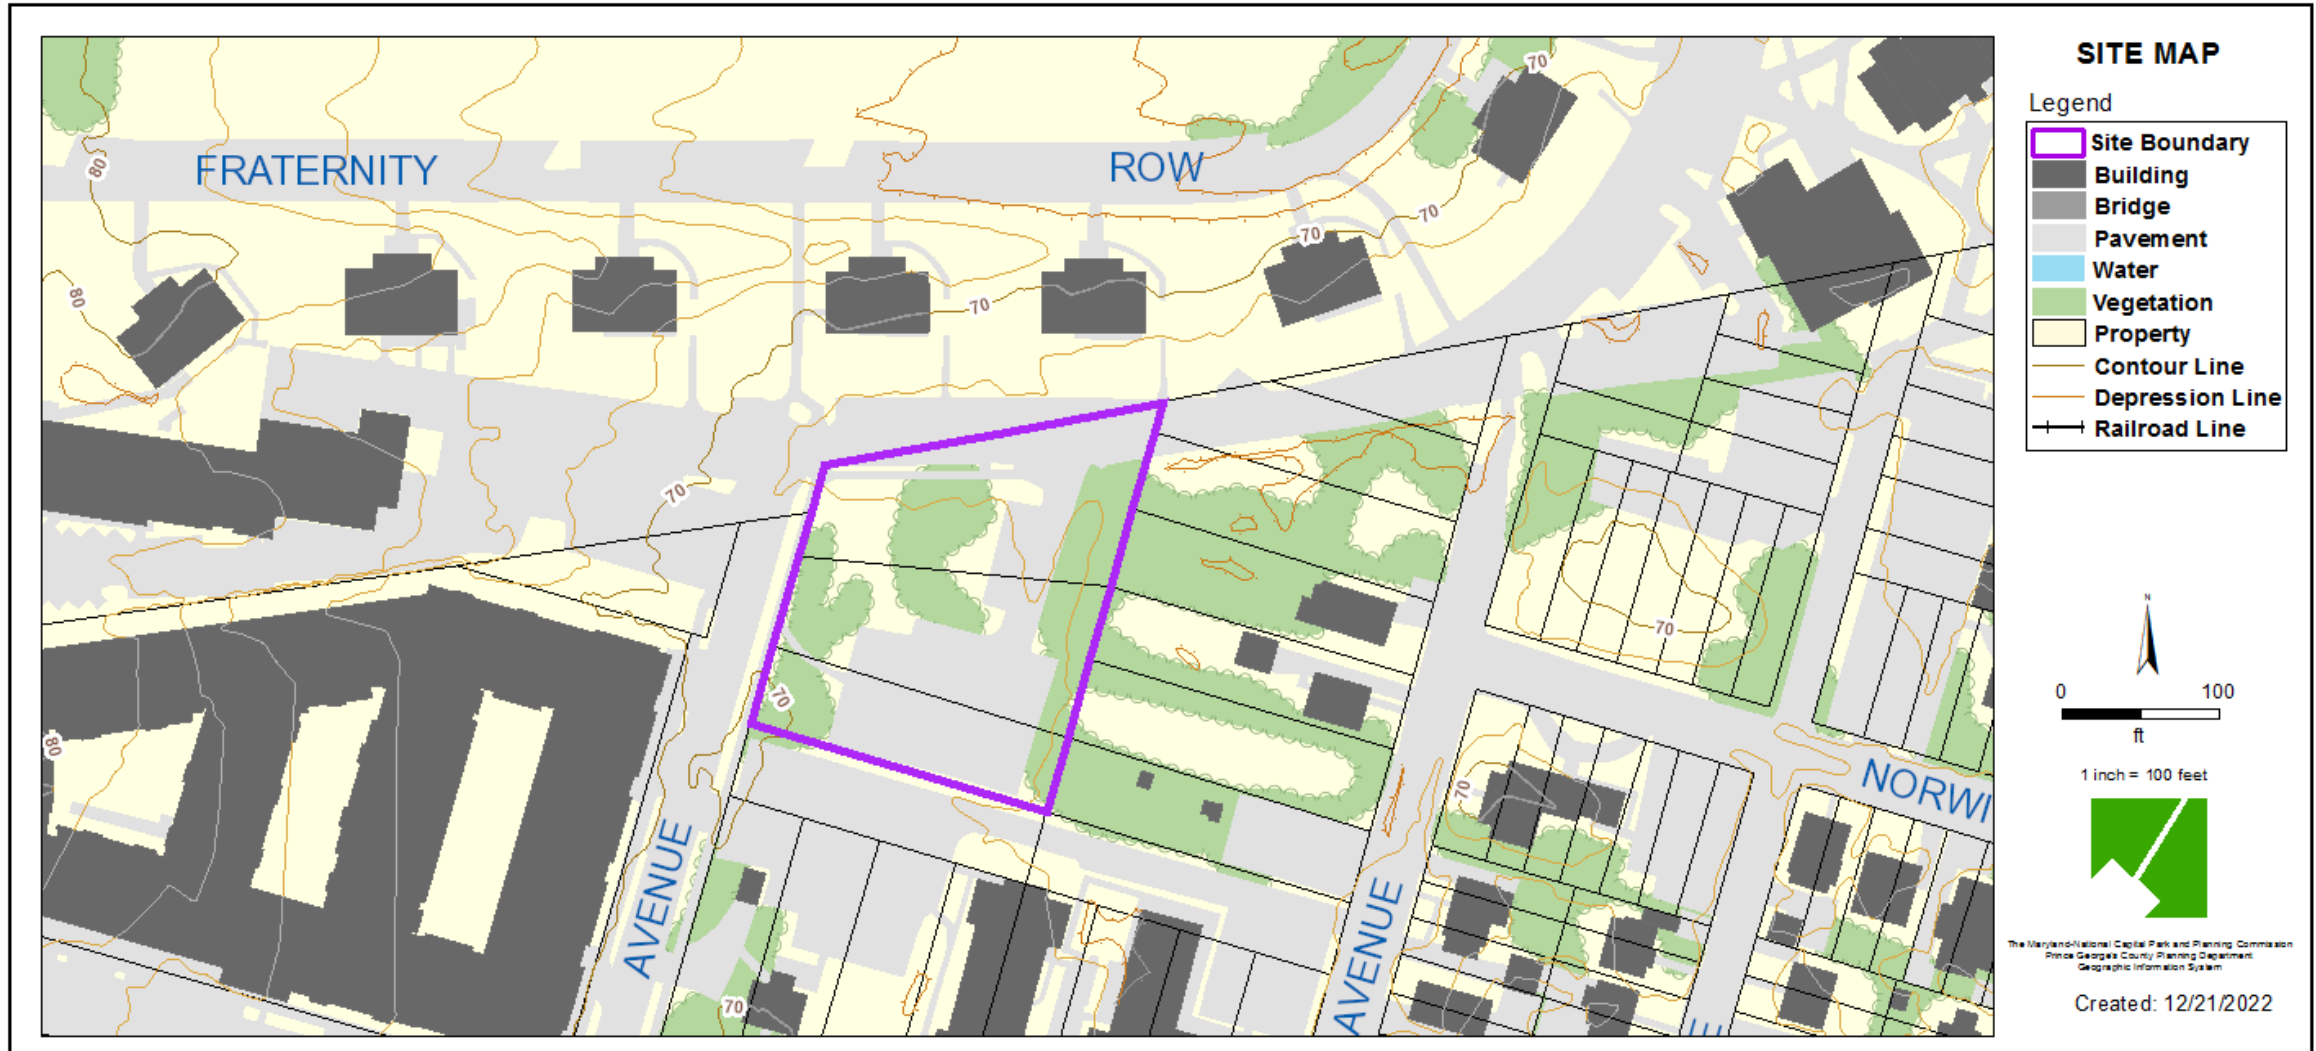 SITE MAP
Legend
Site Boundary
Building
Bridge
Pavement
Water
Vegetation
Property
Contour Line
Depression Line
Railroad Line
FRATERNITY
ROW
80
80
80
70
70
70
70
70
70
70
70
70
AVENUE
AVENUE
NORWI
E
N
0 100
ft
1 inch = 100 feet
The Maryland-National Capital Park and Planning Commission
Prince George's County Planning Department
Geographic Information System
Created: 12/21/2022